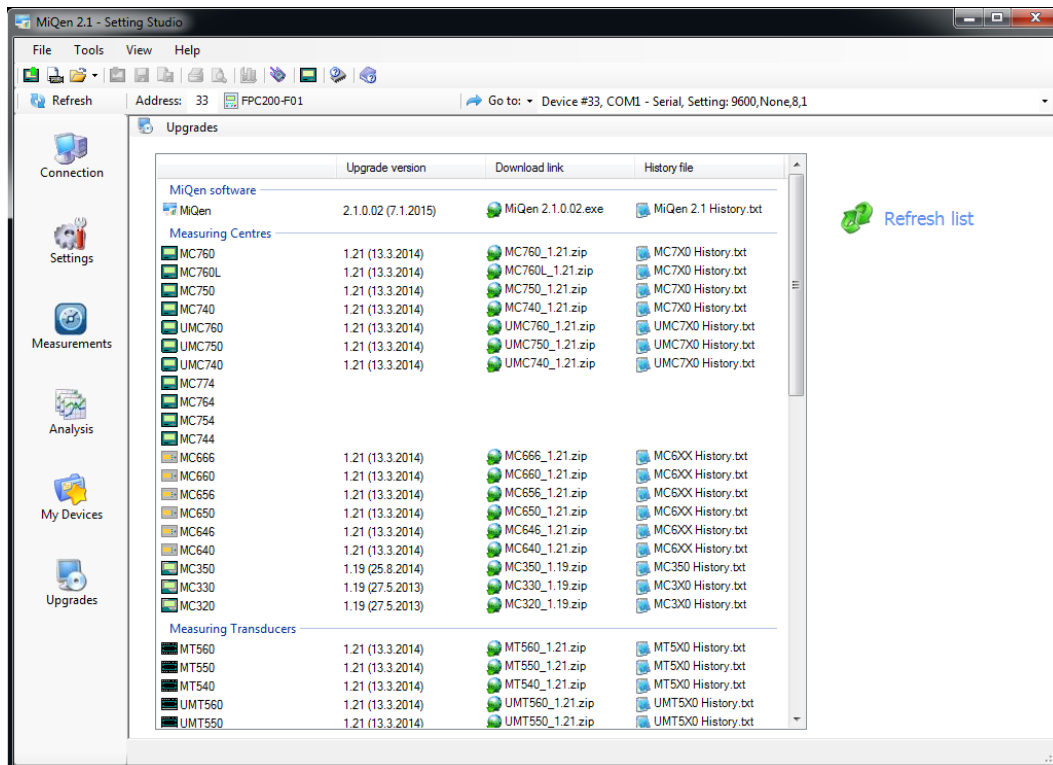 MiQen 2.1 - Setting Studio
File Tools View Help
Refresh Address: 33 FPC200-F01 Go to: Device #33, COM1 - Serial, Setting: 9600,None,8,1
Upgrades
Connection
Settings
Measurements
Analysis
My Devices
Upgrades
Upgrade version Download link History file
MiQen software
MiQen 2.1.0.02 (7.1.2015) MiQen 2.1.0.02.exe MiQen 2.1 History.txt
Measuring Centres
MC760 1.21 (13.3.2014) MC760_1.21.zip MC7X0 History.txt
MC760L 1.21 (13.3.2014) MC760L_1.21.zip MC7X0 History.txt
MC750 1.21 (13.3.2014) MC750_1.21.zip MC7X0 History.txt
MC740 1.21 (13.3.2014) MC740_1.21.zip MC7X0 History.txt
UMC760 1.21 (13.3.2014) UMC760_1.21.zip UMC7X0 History.txt
UMC750 1.21 (13.3.2014) UMC750_1.21.zip UMC7X0 History.txt
UMC740 1.21 (13.3.2014) UMC740_1.21.zip UMC7X0 History.txt
MC774
MC764
MC754
MC744
MC666 1.21 (13.3.2014) MC666_1.21.zip MC6XX History.txt
MC660 1.21 (13.3.2014) MC660_1.21.zip MC6XX History.txt
MC656 1.21 (13.3.2014) MC656_1.21.zip MC6XX History.txt
MC650 1.21 (13.3.2014) MC650_1.21.zip MC6XX History.txt
MC646 1.21 (13.3.2014) MC646_1.21.zip MC6XX History.txt
MC640 1.21 (13.3.2014) MC640_1.21.zip MC6XX History.txt
MC350 1.19 (25.8.2014) MC350_1.19.zip MC350 History.txt
MC330 1.19 (27.5.2013) MC330_1.19.zip MC3X0 History.txt
MC320 1.19 (27.5.2013) MC320_1.19.zip MC3X0 History.txt
Measuring Transducers
MT560 1.21 (13.3.2014) MT560_1.21.zip MT5X0 History.txt
MT550 1.21 (13.3.2014) MT550_1.21.zip MT5X0 History.txt
MT540 1.21 (13.3.2014) MT540_1.21.zip MT5X0 History.txt
UMT560 1.21 (13.3.2014) UMT560_1.21.zip UMT5X0 History.txt
UMT550 1.21 (13.3.2014) UMT550_1.21.zip UMT5X0 History.txt
Refresh list